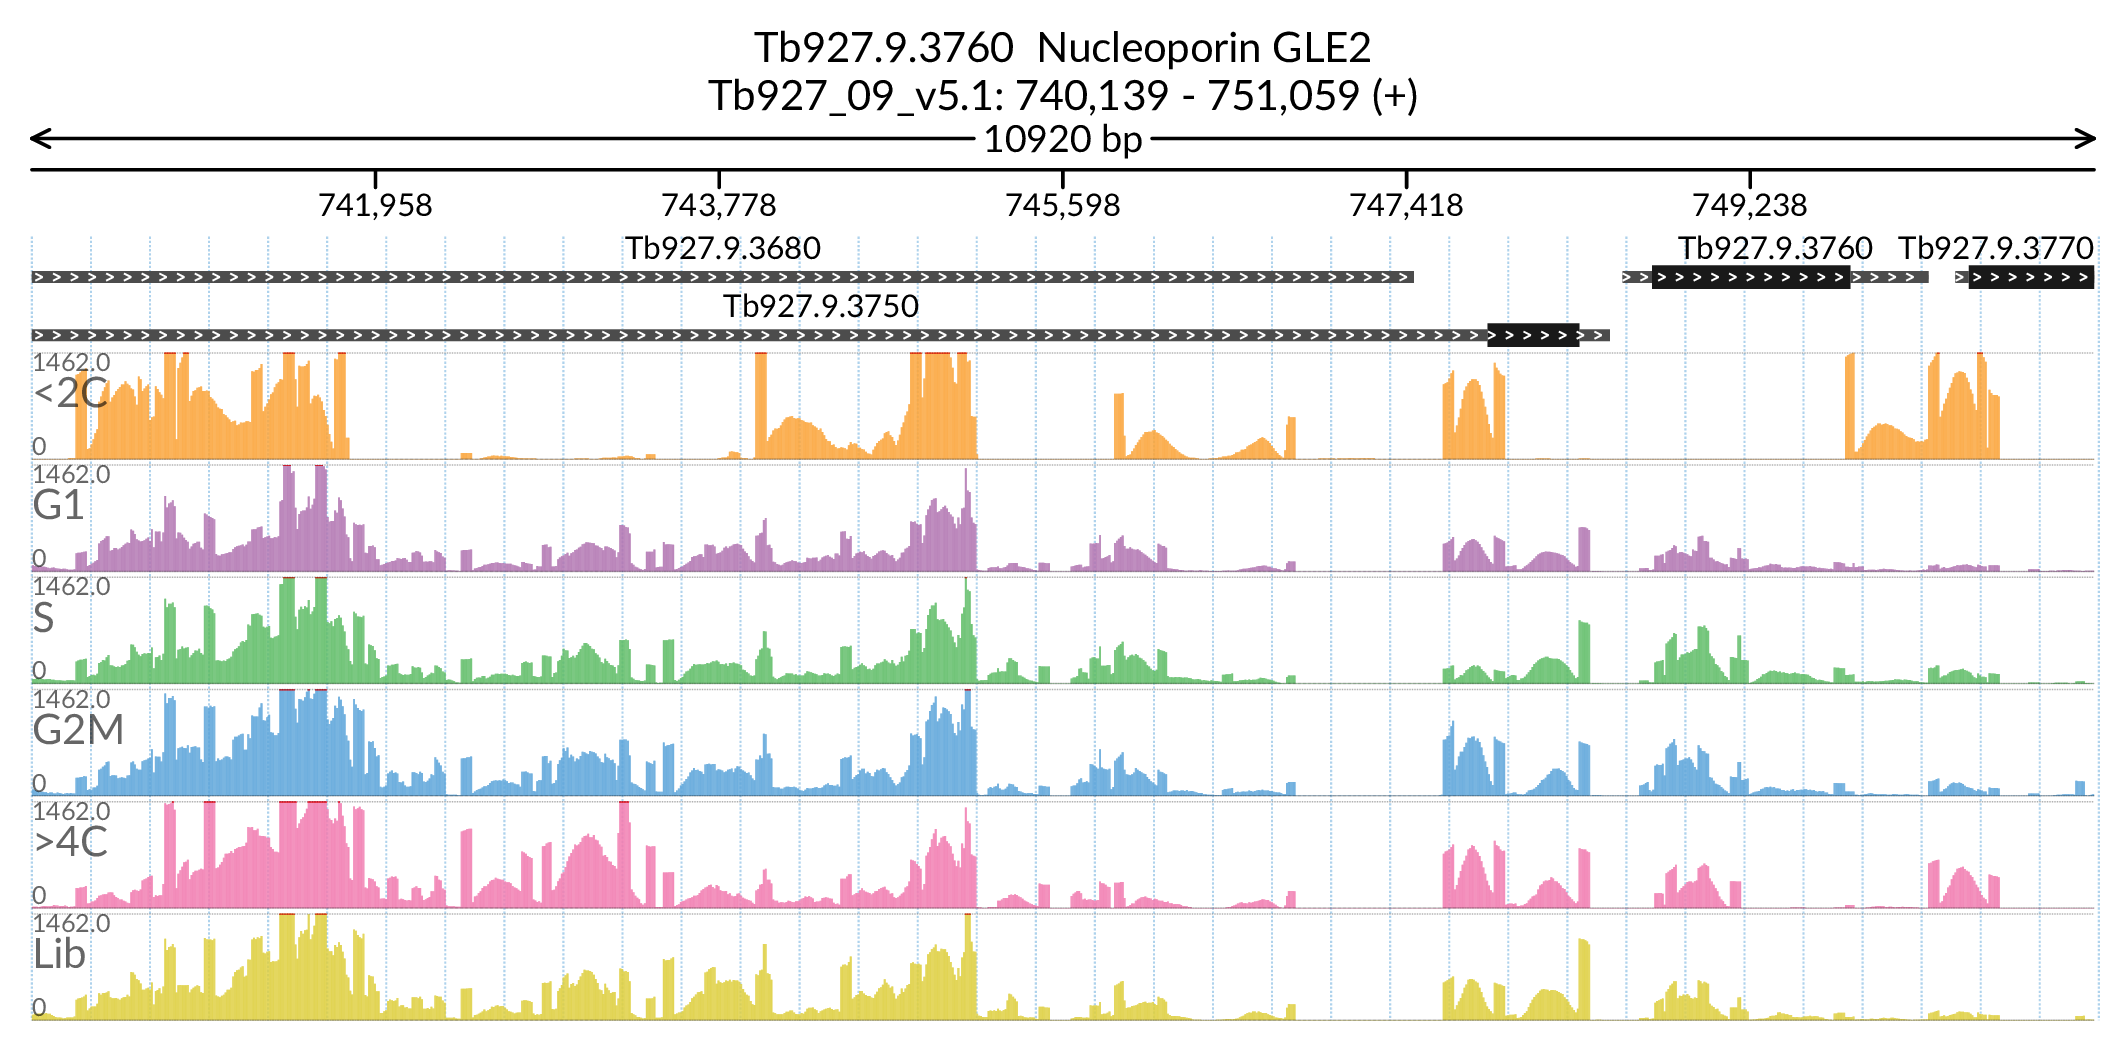 Tb927.9.3760 Nucleoporin GLE2
Tb927_09_v5.1: 740,139 - 751,059 (+)
10920 bp
741,958 743,778 745,598 747,418 749,238
Tb927.9.3680 Tb927.9.3760 Tb927.9.3770
Tb927.9.3750
1462.0
<2C
0
1462.0
G1
0
1462.0
S
0
1462.0
G2M
0
1462.0
>4C
0
1462.0
Lib
0